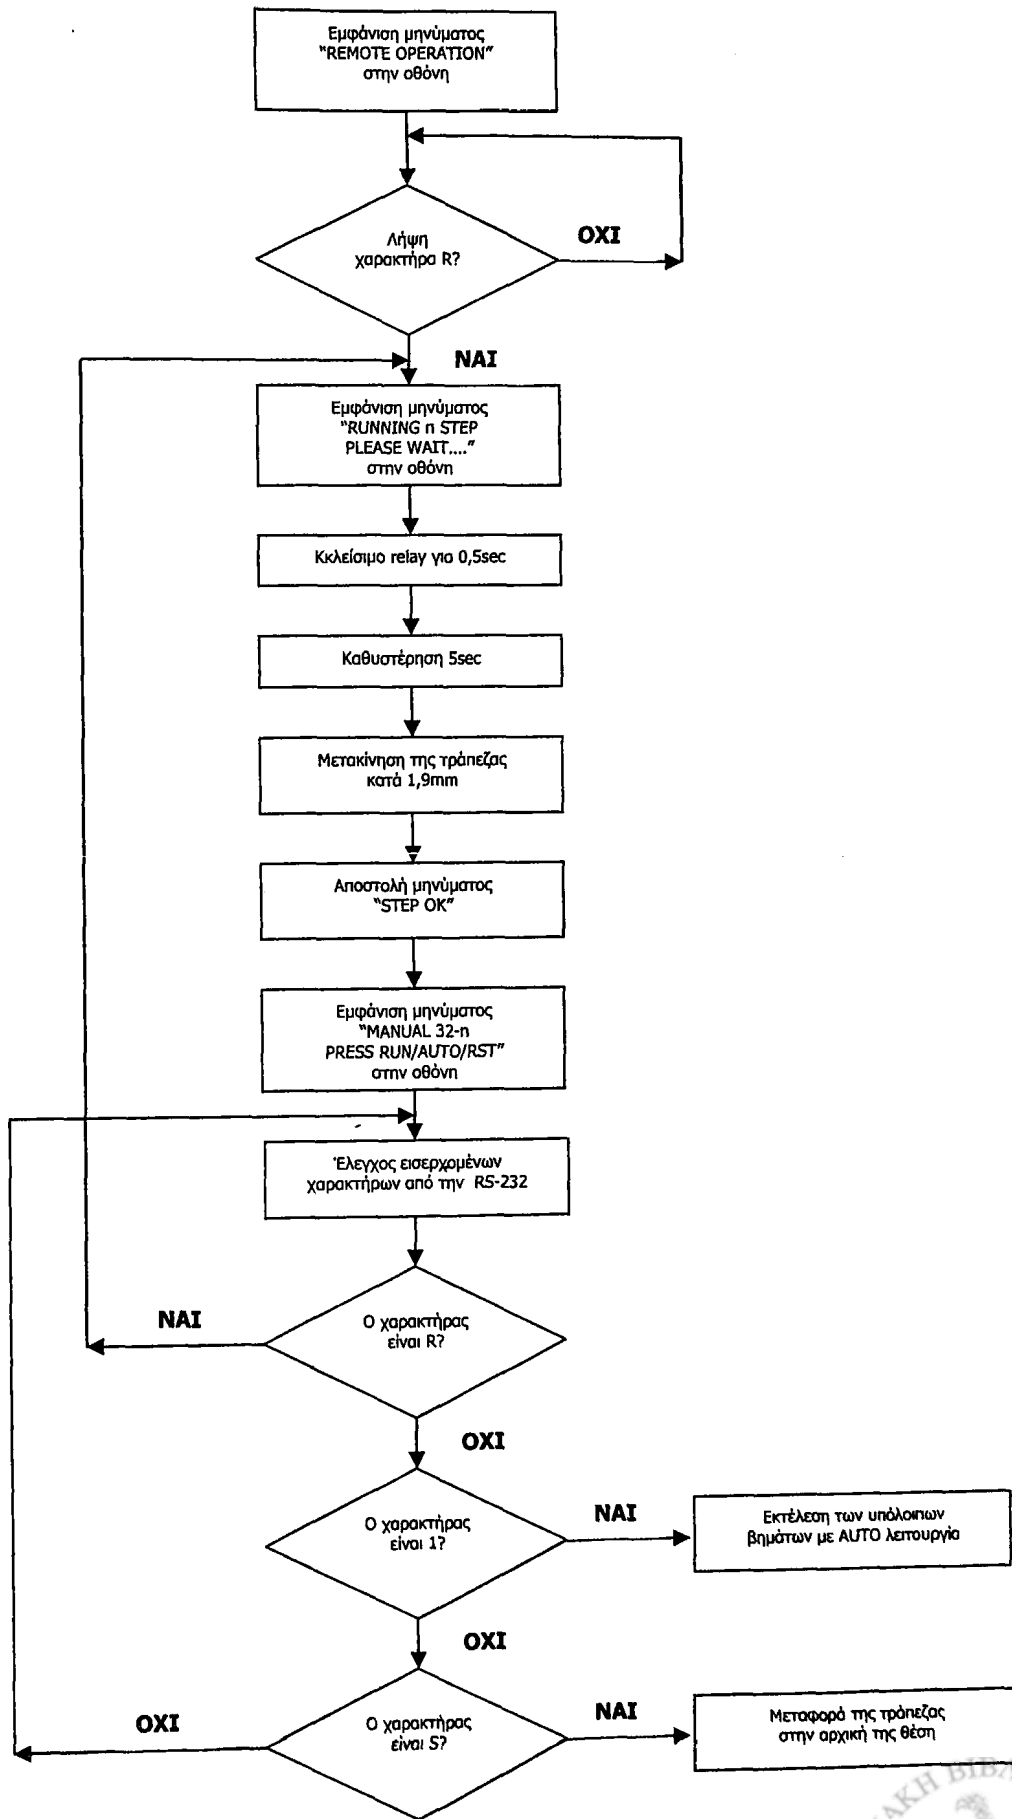 Εμφάνιση μηνύματος
"REMOTE OPERATION"
στην οθόνη
Λήψη
χαρακτήρα R?
ΟΧΙ
ΝΑΙ
Εμφάνιση μηνύματος
"RUNNING n STEP
PLEASE WAIT...."
στην οθόνη
Κκλείσιμο relay για 0,5sec
Καθυστέρηση 5sec
Μετακίνηση της τράπεζας
κατά 1,9mm
Αποστολή μηνύματος
"STEP OK"
Εμφάνιση μηνύματος
"MANUAL 32-n
PRESS RUN/AUTO/RST"
στην οθόνη
Έλεγχος εισερχομένων
χαρακτήρων από την RS-232
ΝΑΙ
Ο χαρακτήρας
είναι R?
ΟΧΙ
Ο χαρακτήρας
είναι 1?
ΝΑΙ
Εκτέλεση των υπόλοιπων
βημάτων με AUTO λειτουργία
ΟΧΙ
ΟΧΙ
Ο χαρακτήρας
είναι S?
ΝΑΙ
Μεταφορά της τράπεζας
στην αρχική της θέση